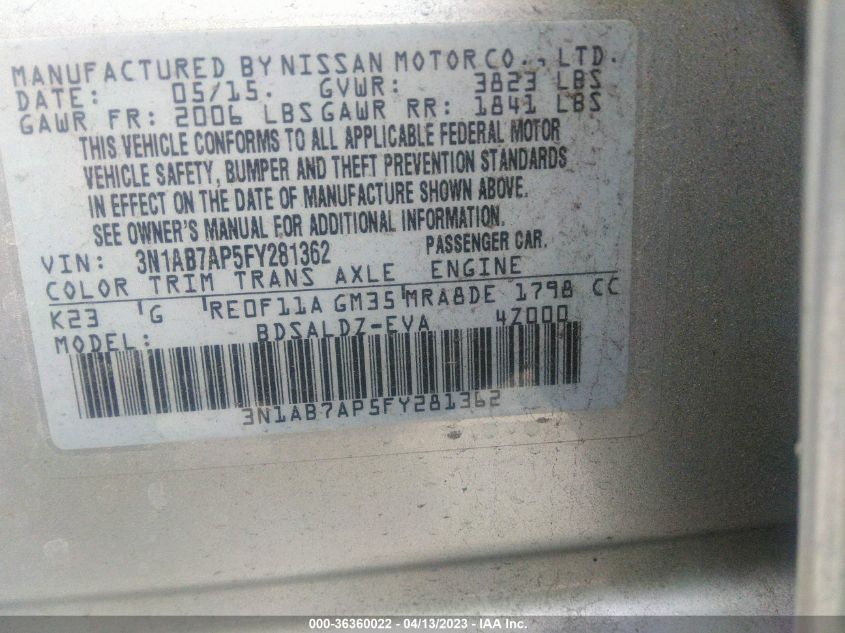 MANUFACTURED BY NISSAN MOTOR CO., LTD.
DATE: 05/15. GVWR: 3823 LBS
GAWR FR: 2006 LBS GAWR RR: 1841 LBS
THIS VEHICLE CONFORMS TO ALL APPLICABLE FEDERAL MOTOR
VEHICLE SAFETY, BUMPER AND THEFT PREVENTION STANDARDS
IN EFFECT ON THE DATE OF MANUFACTURE SHOWN ABOVE.
SEE OWNER'S MANUAL FOR ADDITIONAL INFORMATION.
VIN: 3N1AB7AP5FY281362 PASSENGER CAR.
COLOR TRIM TRANS AXLE ENGINE
K23 G RE0F11A GM35 MRA8DE 1798 CC
MODEL: BDSALDZ-EVA 4Z000
3N1AB7AP5FY281362
000-36360022 - 04/13/2023 - IAA Inc.